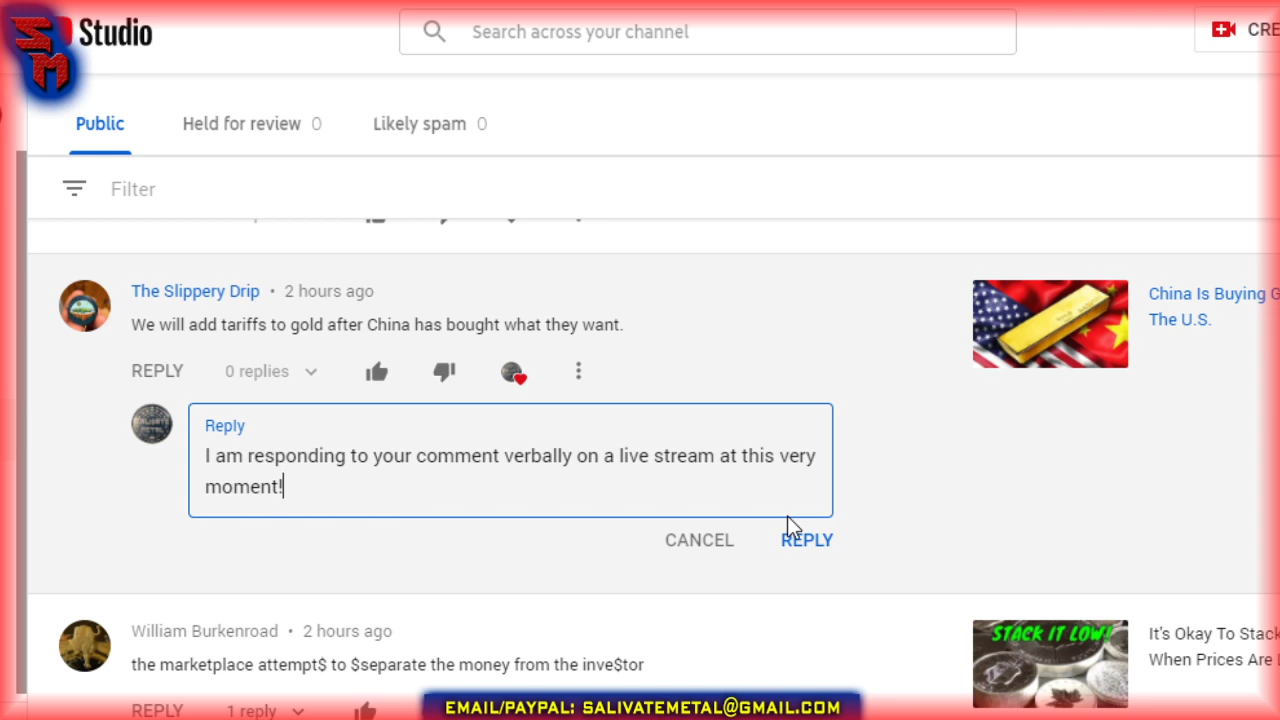 SM Studio
Search across your channel
CRE
Public
Held for review 0
Likely spam 0
Filter
The Slippery Drip • 2 hours ago
We will add tariffs to gold after China has bought what they want.
REPLY 0 replies
China Is Buying G
The U.S.
Reply
I am responding to your comment verbally on a live stream at this very
moment!
CANCEL REPLY
William Burkenroad • 2 hours ago
the marketplace attempt$ to $separate the money from the inve$tor
STACK IT LOW!
It's Okay To Stack
When Prices Are
REPLY 1 reply
EMAIL/PAYPAL: SALIVATEMETAL@GMAIL.COM